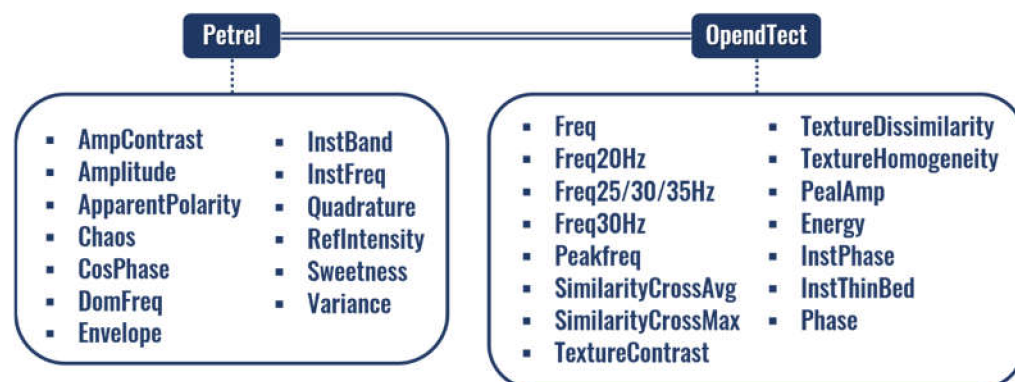 Petrel
OpendTect
▪ AmpContrast
▪ Amplitude
▪ ApparentPolarity
▪ Chaos
▪ CosPhase
▪ DomFreq
▪ Envelope
▪ InstBand
▪ InstFreq
▪ Quadrature
▪ RefIntensity
▪ Sweetness
▪ Variance
▪ Freq
▪ Freq20Hz
▪ Freq25/30/35Hz
▪ Freq30Hz
▪ Peakfreq
▪ SimilarityCrossAvg
▪ SimilarityCrossMax
▪ TextureContrast
▪ TextureDissimilarity
▪ TextureHomogeneity
▪ PealAmp
▪ Energy
▪ InstPhase
▪ InstThinBed
▪ Phase